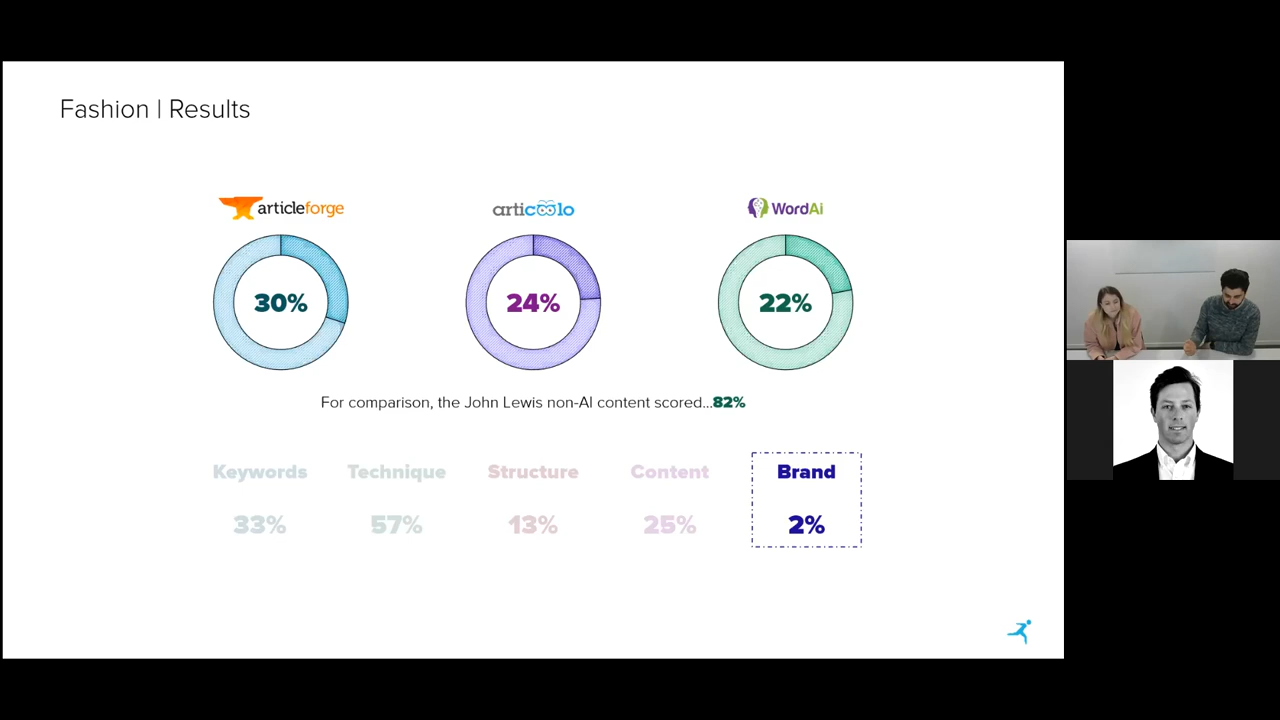 Fashion | Results
articleforge
articoolo
WordAi
30%
24%
22%
For comparison, the John Lewis non-AI content scored...82%
Keywords
Technique
Structure
Content
Brand
33%
57%
13%
25%
2%